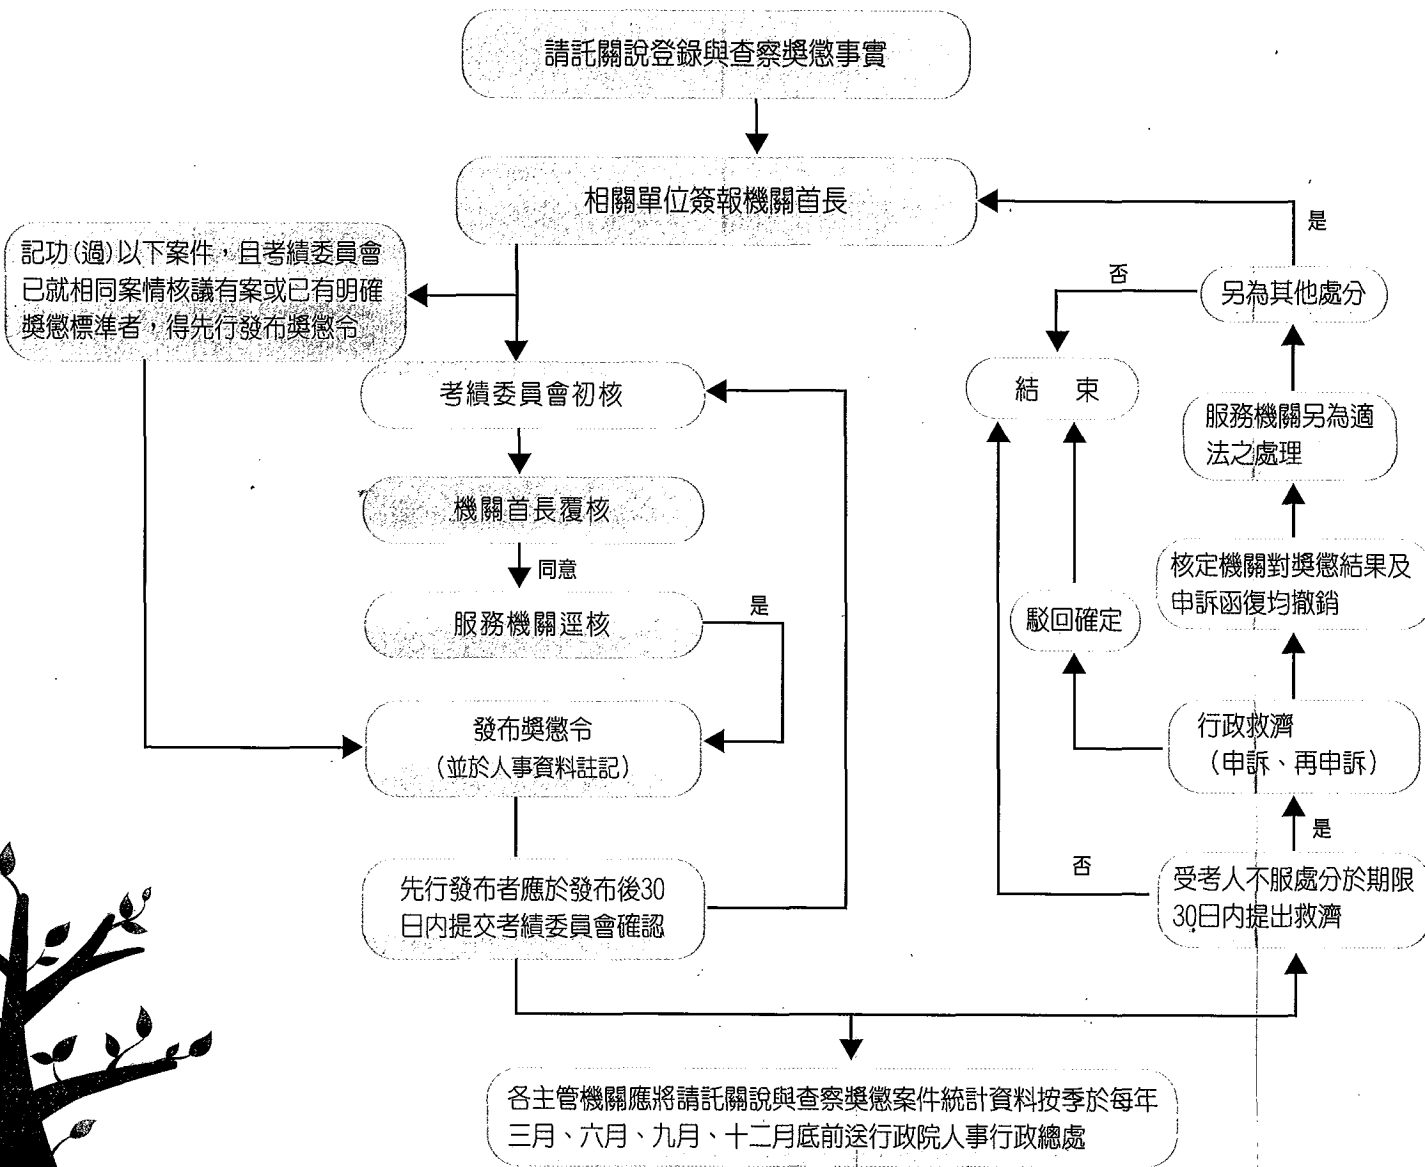 請託關說登錄與查察獎懲事實
相關單位簽報機關首長
是
記功(過)以下案件，且考績委員會
已就相同案情核議有案或已有明確
獎懲標準者，得先行發布獎懲令
否
另為其他處分
考績委員會初核
結　束
服務機關另為適
法之處理
機關首長覆核
同意
核定機關對獎懲結果及
申訴函復均撤銷
服務機關逕核
是
駁回確定
發布獎懲令
（並於人事資料註記）
行政救濟
（申訴、再申訴）
是
否
先行發布者應於發布後30
日內提交考績委員會確認
受考人不服處分於期限
30日內提出救濟
各主管機關應將請託關說與查察獎懲案件統計資料按季於每年
三月、六月、九月、十二月底前送行政院人事行政總處